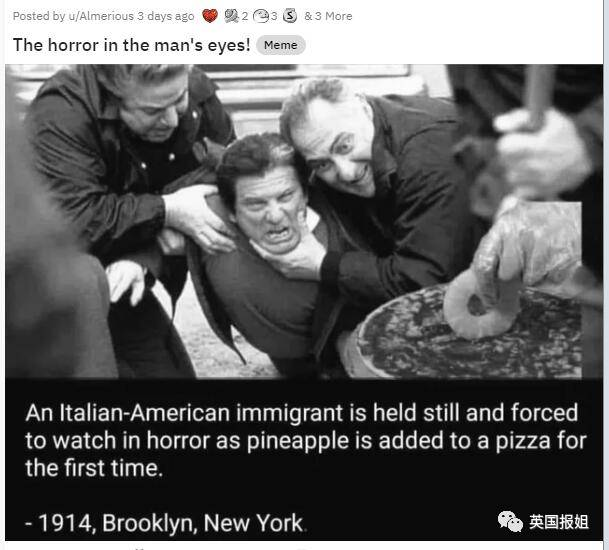 Posted by u/Almerious 3 days ago 2 3 S & 3 More
The horror in the man's eyes! Meme
An Italian-American immigrant is held still and forced
to watch in horror as pineapple is added to a pizza for
the first time.
- 1914, Brooklyn, New York.
英国报姐